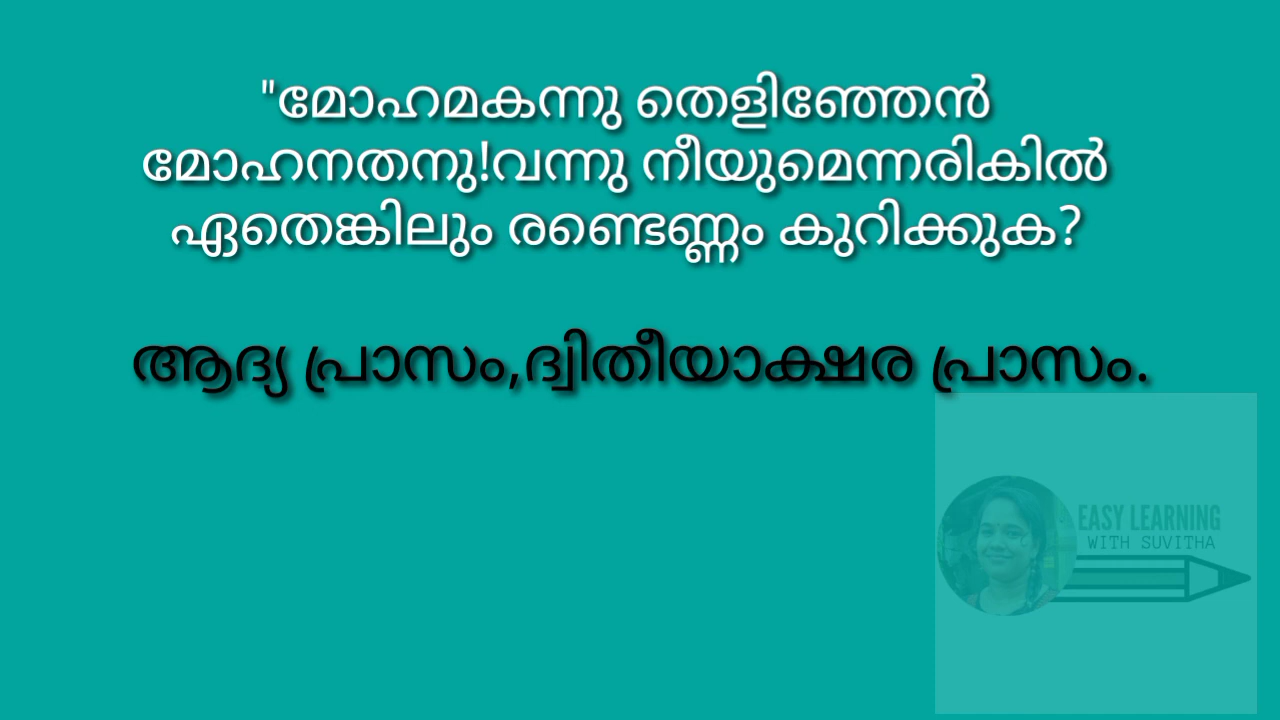 "മോഹമകന്നു തെളിഞ്ഞേൻ
മോഹനതനു!വന്നു നീയുമെന്നരികിൽ
ഏതെങ്കിലും രണ്ടെണ്ണം കുറിക്കുക?
ആദ്യ പ്രാസം,ദ്വിതീയാക്ഷര പ്രാസം.
EASY LEARNING
WITH SUVITHA